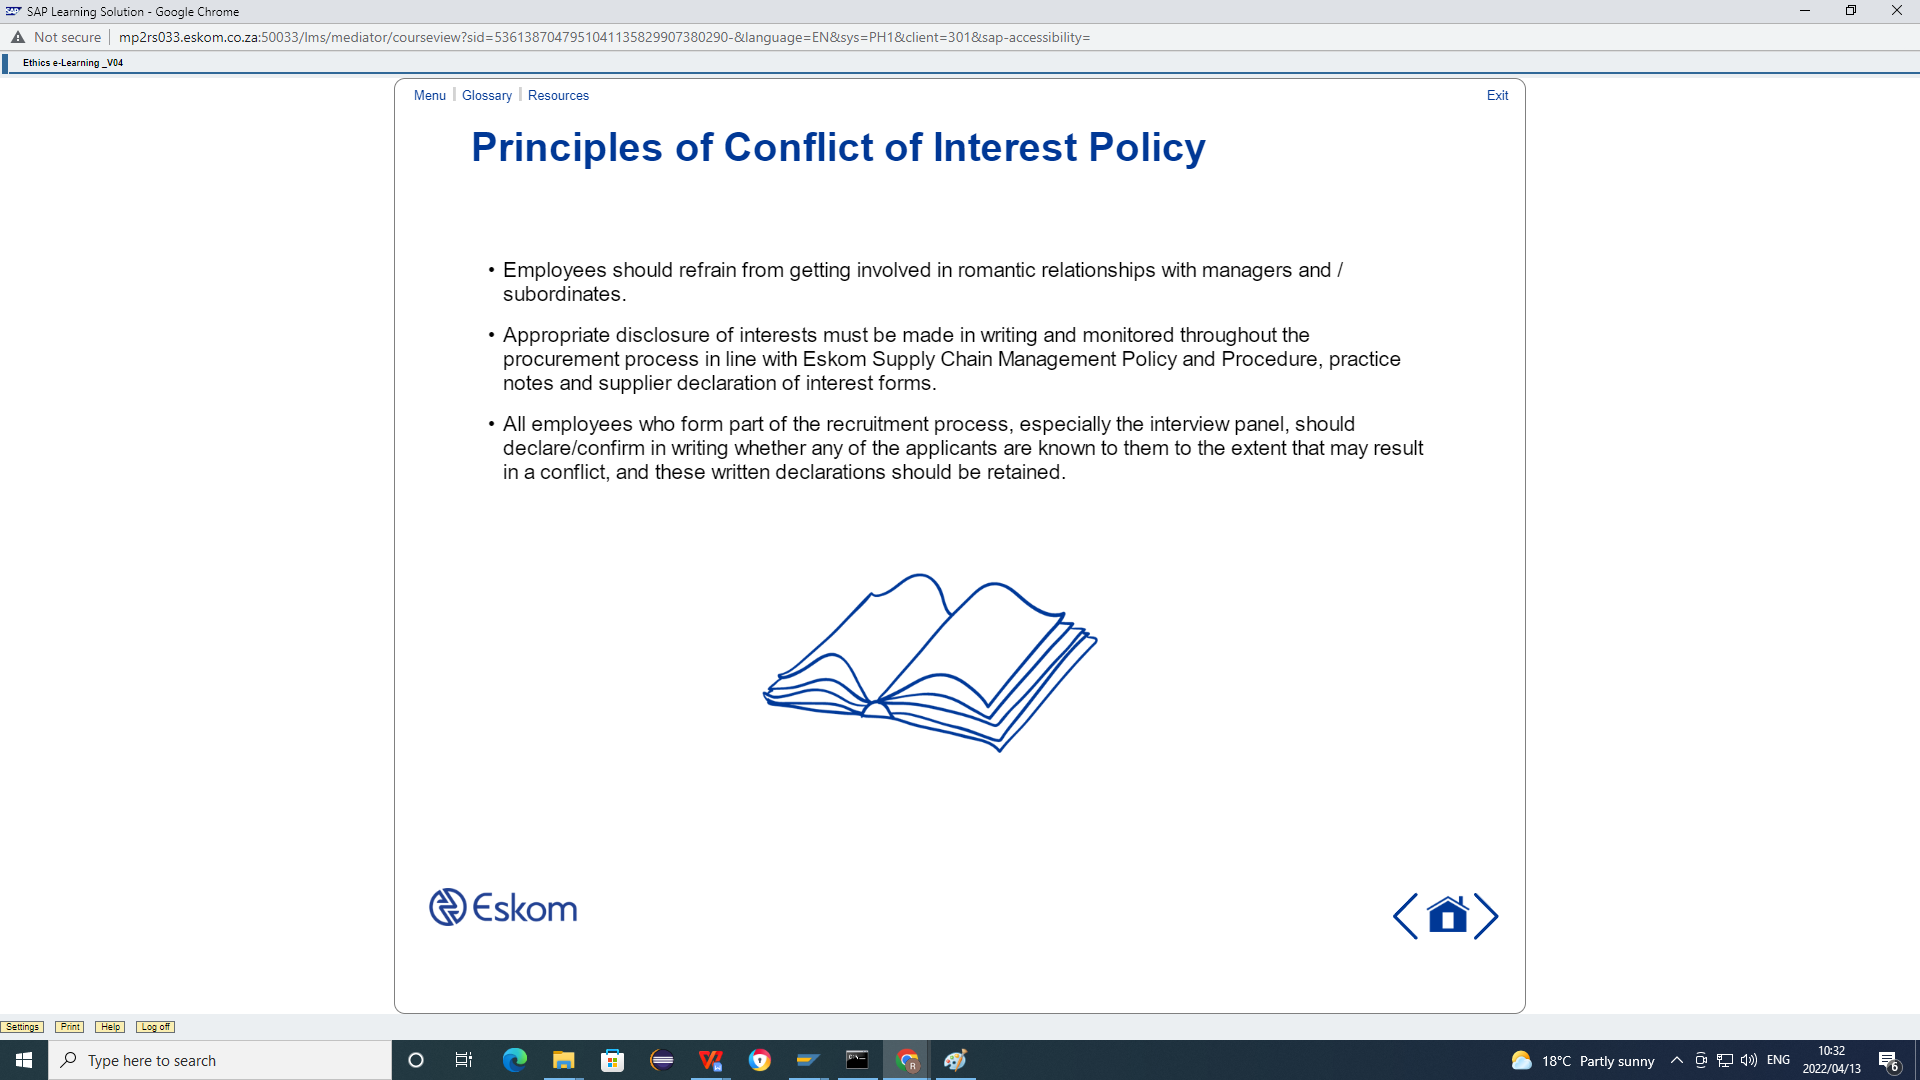 SAP Learning Solution - Google Chrome
Not secure mp2rs033.eskom.co.za:50033/lms/mediator/courseview?sid=5361387047951041135829907380290-&language=EN&sys=PH1&client=301&sap-accessibility=
Ethics e-Learning _V04
Menu Glossary Resources Exit
Principles of Conflict of Interest Policy
• Employees should refrain from getting involved in romantic relationships with managers and /
subordinates.
• Appropriate disclosure of interests must be made in writing and monitored throughout the
procurement process in line with Eskom Supply Chain Management Policy and Procedure, practice
notes and supplier declaration of interest forms.
• All employees who form part of the recruitment process, especially the interview panel, should
declare/confirm in writing whether any of the applicants are known to them to the extent that may result
in a conflict, and these written declarations should be retained.
Eskom
Settings Print Help Log off
Type here to search
18°C Partly sunny ENG
10:32
2022/04/13
6